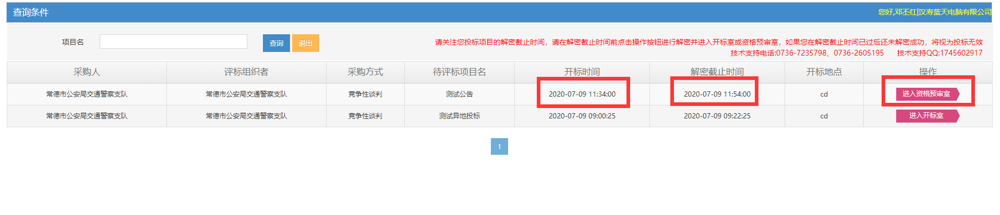 查询条件
您好,邓丕红|汉寿蓝天电脑有限公司
项目名 查询 退出
请关注您投标项目的解密截止时间，请在解密截止时间前点击操作按钮进行解密并进入开标室或资格预审室，如果您在解密截止时间已过后还未解密成功，将视为投标无效
技术支持电话:0736-7235798、0736-2605195 技术支持QQ:1745602917
采购人 评标组织者 采购方式 待评标项目名 开标时间 解密截止时间 开标地点 操作
常德市公安局交通警察支队 常德市公安局交通警察支队 竞争性谈判 测试公告 2020-07-09 11:34:00 2020-07-09 11:54:00 cd 进入资格预审室
常德市公安局交通警察支队 常德市公安局交通警察支队 竞争性谈判 测试异地投标 2020-07-09 09:00:25 2020-07-09 09:22:25 cd 进入开标室
1